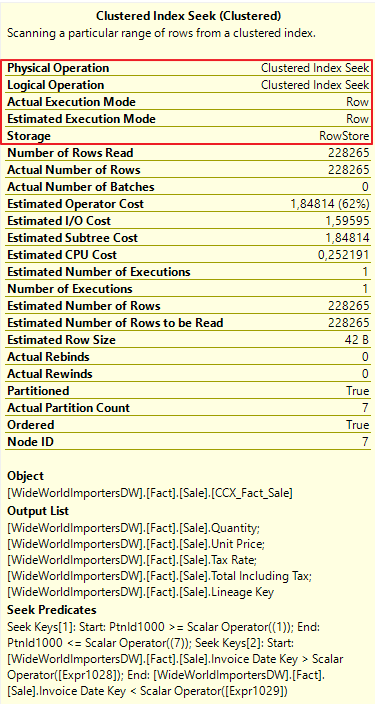 Clustered Index Seek (Clustered)
Scanning a particular range of rows from a clustered index.
Physical Operation Clustered Index Seek
Logical Operation Clustered Index Seek
Actual Execution Mode Row
Estimated Execution Mode Row
Storage RowStore
Number of Rows Read 228265
Actual Number of Rows 228265
Actual Number of Batches 0
Estimated Operator Cost 1,84814 (62%)
Estimated I/O Cost 1,59595
Estimated Subtree Cost 1,84814
Estimated CPU Cost 0,252191
Estimated Number of Executions 1
Number of Executions 1
Estimated Number of Rows 228265
Estimated Number of Rows to be Read 228265
Estimated Row Size 42 B
Actual Rebinds 0
Actual Rewinds 0
Partitioned True
Actual Partition Count 7
Ordered True
Node ID 7
Object
[WideWorldImportersDW].[Fact].[Sale].[CCX_Fact_Sale]
Output List
[WideWorldImportersDW].[Fact].[Sale].Quantity;
[WideWorldImportersDW].[Fact].[Sale].Unit Price;
[WideWorldImportersDW].[Fact].[Sale].Tax Rate;
[WideWorldImportersDW].[Fact].[Sale].Total Including Tax;
[WideWorldImportersDW].[Fact].[Sale].Lineage Key
Seek Predicates
Seek Keys[1]: Start: PtnId1000 >= Scalar Operator((1)); End:
PtnId1000 <= Scalar Operator((7)); Seek Keys[2]: Start:
[WideWorldImportersDW].[Fact].[Sale].Invoice Date Key > Scalar
Operator([Expr1028]); End: [WideWorldImportersDW].[Fact].
[Sale].Invoice Date Key < Scalar Operator([Expr1029])